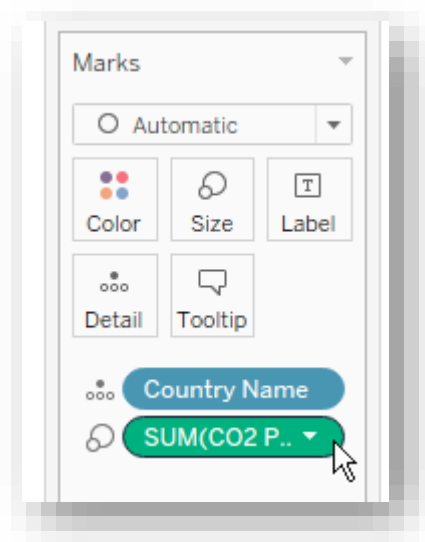 Marks
Automatic
Color Size Label
Detail Tooltip
Country Name
SUM(CO2 P..